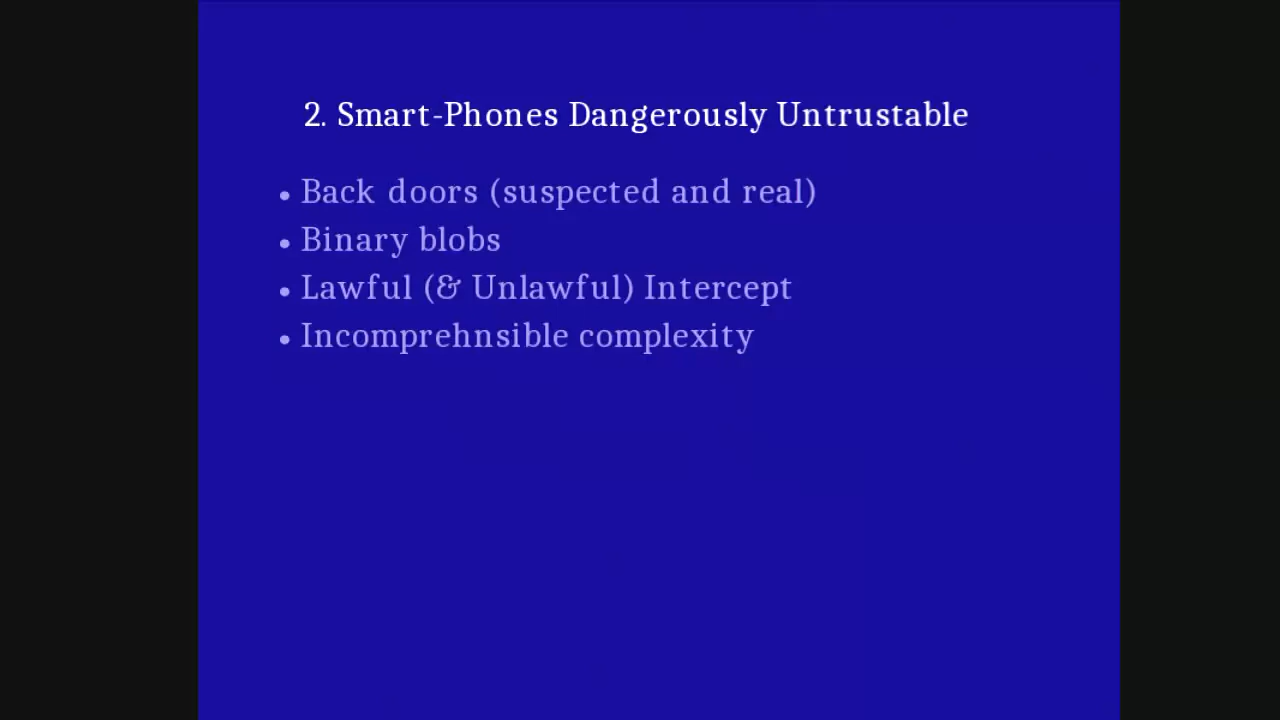 2. Smart-Phones Dangerously Untrustable
• Back doors (suspected and real)
• Binary blobs
• Lawful (& Unlawful) Intercept
• Incomprehnsible complexity